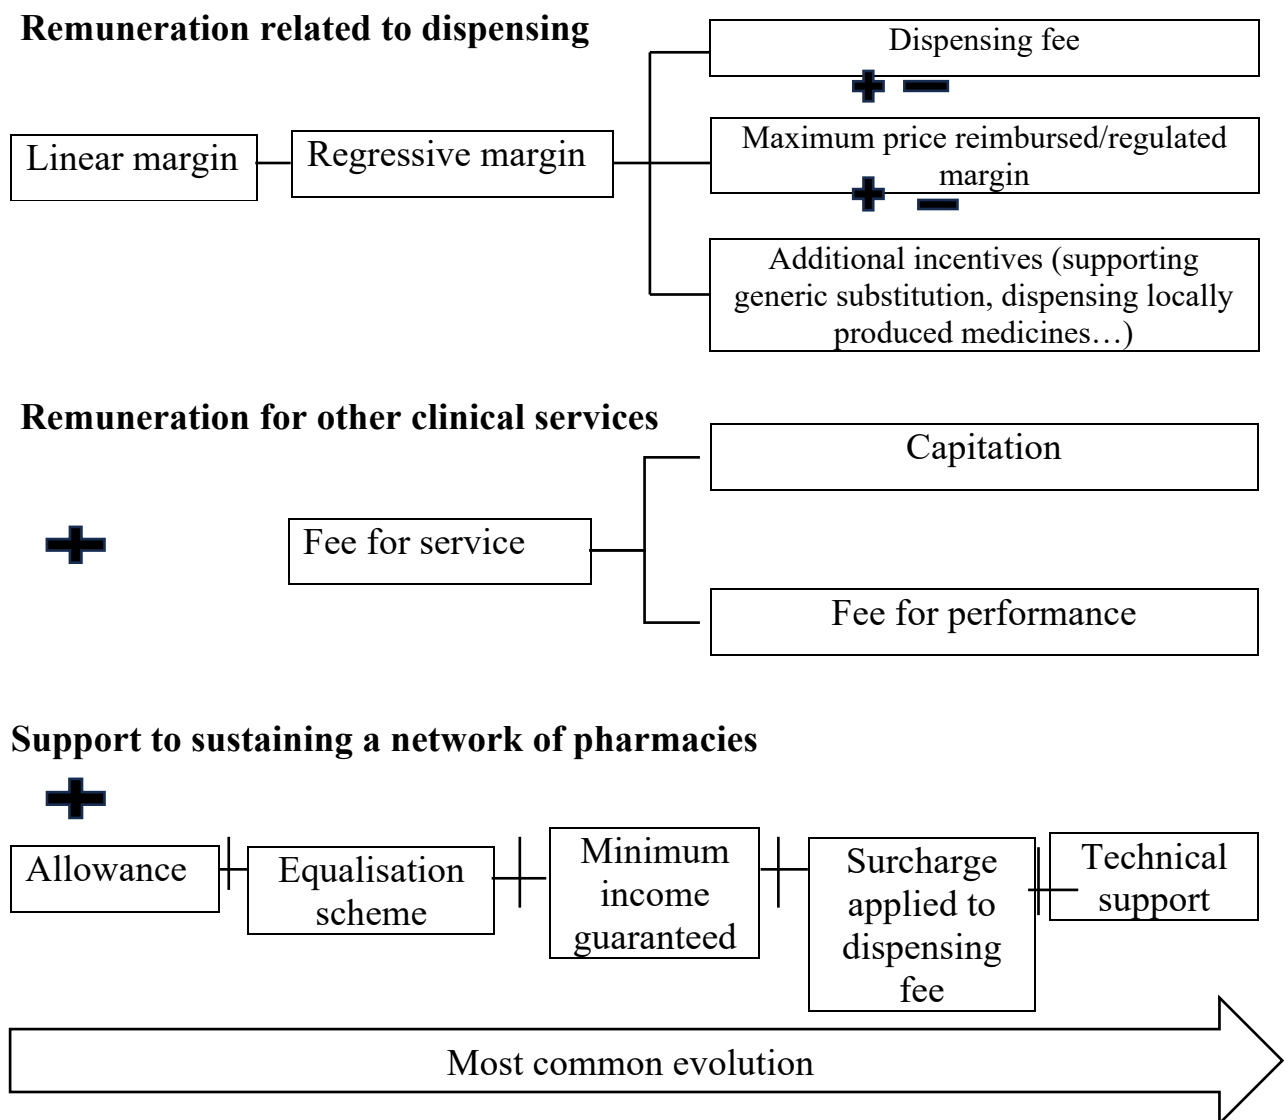 Remuneration related to dispensing
Dispensing fee
Linear margin
Regressive margin
Maximum price reimbursed/regulated
margin
Additional incentives (supporting
generic substitution, dispensing locally
produced medicines…)
Remuneration for other clinical services
Capitation
Fee for service
Fee for performance
Support to sustaining a network of pharmacies
Allowance
Equalisation
scheme
Minimum
income
guaranteed
Surcharge
applied to
dispensing
fee
Technical
support
Most common evolution